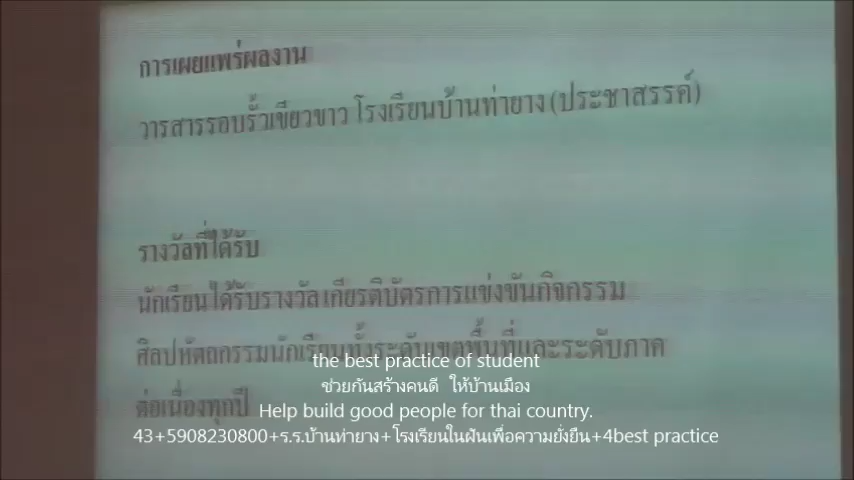 การเผยแพร่ผลงาน
วารสารรอบรั้วเขียวขาว โรงเรียนบ้านท่ายาง(ประชาสรรค์)
รางวัลที่ได้รับ
นักเรียนได้รับรางวัล เกียรติบัตรการแข่งขันกิจกรรม
ศิลปหัตถกรรมนักเรียนทั้งระดับเขตพื้นที่และระดับภาค
ต่อเนื่องทุกปี
the best practice of student
ช่วยกันสร้างคนดี ให้บ้านเมือง
Help build good people for thai country.
43+5908230800+ร.ร.บ้านท่ายาง+โรงเรียนในฝันเพื่อความยั่งยืน+4best practice